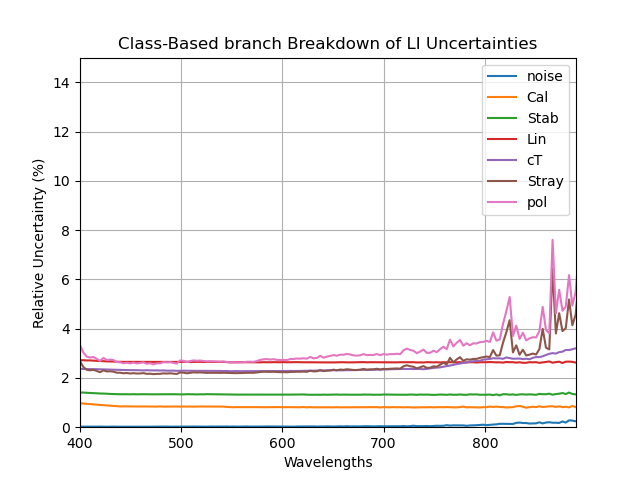 Class-Based branch Breakdown of LI Uncertainties
Relative Uncertainty (%)
14
12
10
8
6
4
2
0
noise
Cal
Stab
Lin
cT
Stray
pol
400 500 600 700 800
Wavelengths